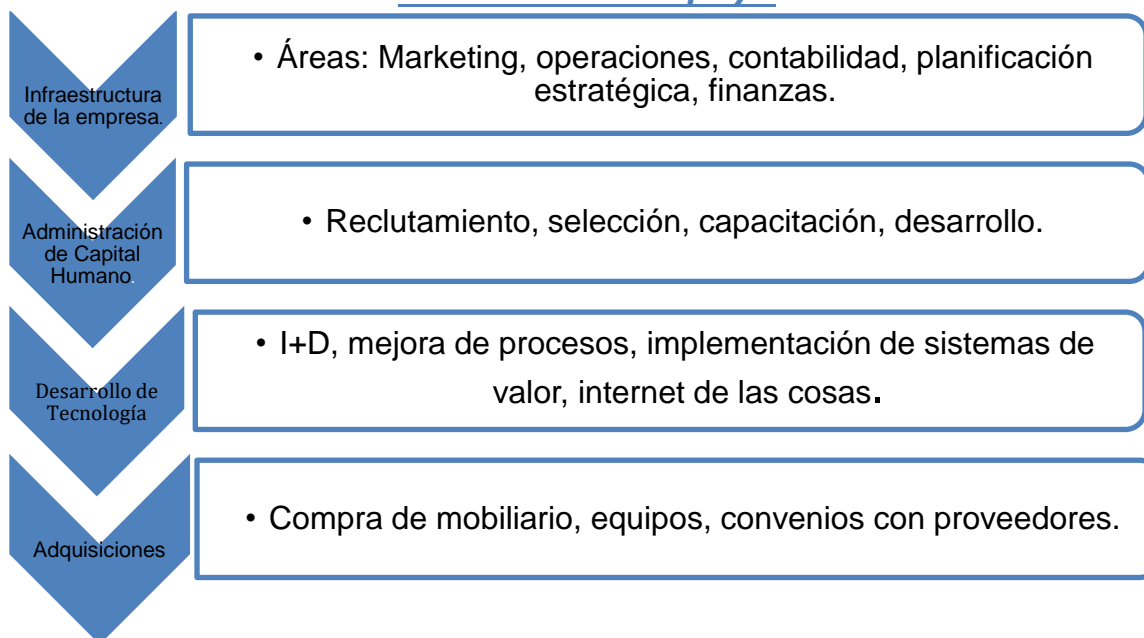 Infraestructura
de la empresa.
• Áreas: Marketing, operaciones, contabilidad, planificación
estratégica, finanzas.
Administración
de Capital
Humano.
• Reclutamiento, selección, capacitación, desarrollo.
Desarrollo de
Tecnología
• I+D, mejora de procesos, implementación de sistemas de
valor, internet de las cosas.
Adquisiciones
• Compra de mobiliario, equipos, convenios con proveedores.